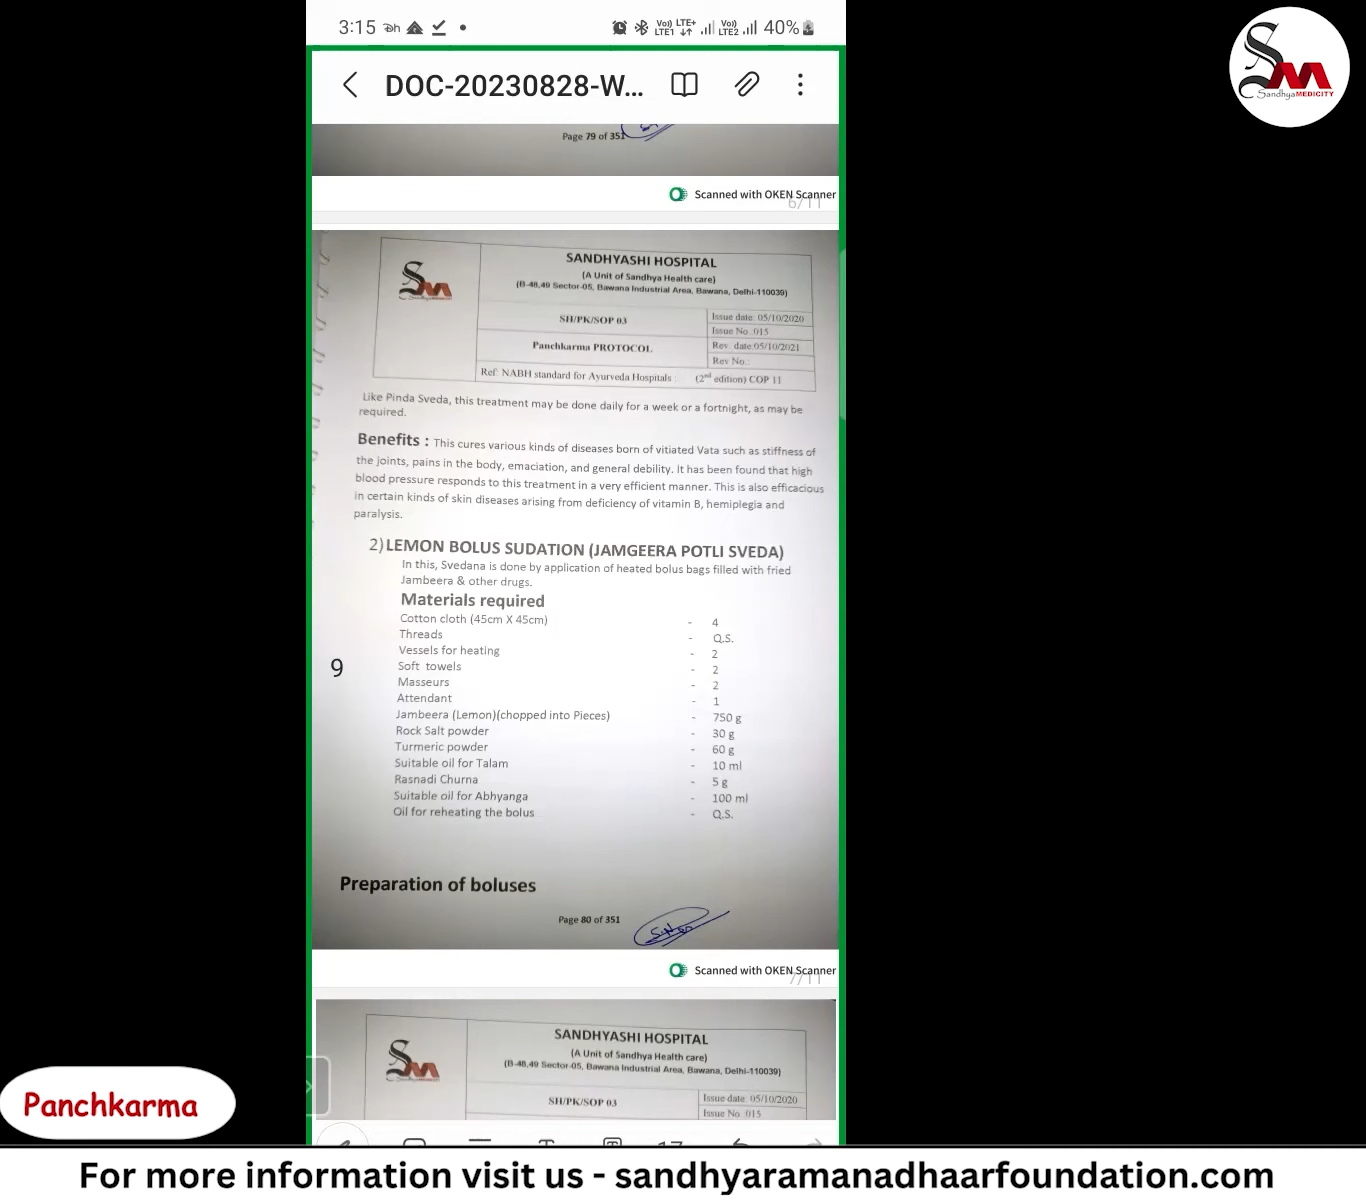 3:15
Vo)) LTE1 LTE+ Vo)) LTE2 40%
DOC-20230828-W...
Page 79 of 351
Scanned with OKEN Scanner
6/11
SANDHYASHI HOSPITAL
(A Unit of Sandhya Health care)
(B-48,49 Sector-05, Bawana Industrial Area, Bawana, Delhi-110039)
SH/PK/SOP 03
Issue date: 05/10/2020
Issue No :015
Panchkarma PROTOCOL
Rev. date:05/10/2021
Rev No.:
Ref: NABH standard for Ayurveda Hospitals : (2nd edition) COP 11
Like Pinda Sveda, this treatment may be done daily for a week or a fortnight, as may be
required.
Benefits : This cures various kinds of diseases born of vitiated Vata such as stiffness of
the joints, pains in the body, emaciation, and general debility. It has been found that high
blood pressure responds to this treatment in a very efficient manner. This is also efficacious
in certain kinds of skin diseases arising from deficiency of vitamin B, hemiplegia and
paralysis.
2) LEMON BOLUS SUDATION (JAMGEERA POTLI SVEDA)
In this, Svedana is done by application of heated bolus bags filled with fried
Jambeera & other drugs.
Materials required
Cotton cloth (45cm X 45cm) - 4
Threads - Q.S.
Vessels for heating - 2
Soft towels - 2
Masseurs - 2
Attendant - 1
Jambeera (Lemon)(chopped into Pieces) - 750 g
Rock Salt powder - 30 g
Turmeric powder - 60 g
Suitable oil for Talam - 10 ml
Rasnadi Churna - 5 g
Suitable oil for Abhyanga - 100 ml
Oil for reheating the bolus - Q.S.
9
Preparation of boluses
Page 80 of 351
Scanned with OKEN Scanner
7/11
SANDHYASHI HOSPITAL
(A Unit of Sandhya Health care)
(B-48,49 Sector-05, Bawana Industrial Area, Bawana, Delhi-110039)
SH/PK/SOP 03
Issue date: 05/10/2020
Issue No :015
Sandhya MEDICITY
Panchkarma
For more information visit us - sandhyaramanadhaarfoundation.com